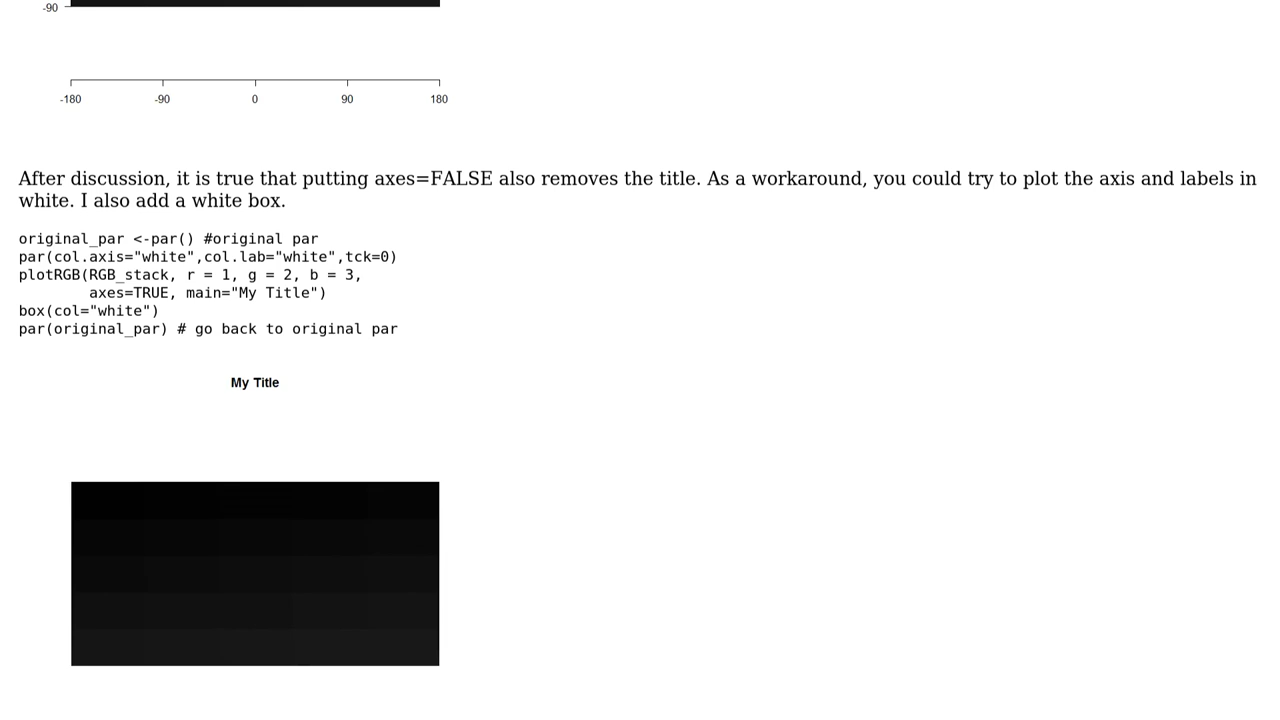 -90
-180 -90 0 90 180
After discussion, it is true that putting axes=FALSE also removes the title. As a workaround, you could try to plot the axis and labels in
white. I also add a white box.
original_par <-par() #original par
par(col.axis="white",col.lab="white",tck=0)
plotRGB(RGB_stack, r = 1, g = 2, b = 3,
        axes=TRUE, main="My Title")
box(col="white")
par(original_par) # go back to original par
My Title